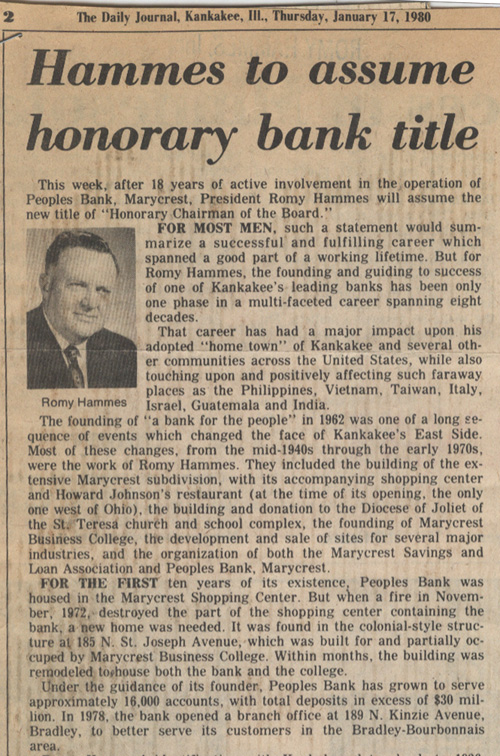 2
The Daily Journal, Kankakee, Ill., Thursday, January 17, 1980
Hammes to assume
honorary bank title
This week, after 18 years of active involvement in the operation of
Peoples Bank, Marycrest, President Romy Hammes will assume the
new title of "Honorary Chairman of the Board."
FOR MOST MEN, such a statement would sum-
marize a successful and fulfilling career which
spanned a good part of a working lifetime. But for
Romy Hammes, the founding and guiding to success
of one of Kankakee's leading banks has been only
one phase in a multi-faceted career spanning eight
decades.
That career has had a major impact upon his
adopted "home town" of Kankakee and several oth-
er communities across the United States, while also
touching upon and positively affecting such faraway
places as the Philippines, Vietnam, Taiwan, Italy,
Israel, Guatemala and India.
Romy Hammes
The founding of "a bank for the people" in 1962 was one of a long se-
quence of events which changed the face of Kankakee's East Side.
Most of these changes, from the mid-1940s through the early 1970s,
were the work of Romy Hammes. They included the building of the ex-
tensive Marycrest subdivision, with its accompanying shopping center
and Howard Johnson's restaurant (at the time of its opening, the only
one west of Ohio), the building and donation to the Diocese of Joliet of
the St. Teresa church and school complex, the founding of Marycrest
Business College, the development and sale of sites for several major
industries, and the organization of both the Marycrest Savings and
Loan Association and Peoples Bank, Marycrest.
FOR THE FIRST ten years of its existence, Peoples Bank was
housed in the Marycrest Shopping Center. But when a fire in Novem-
ber, 1972, destroyed the part of the shopping center containing the
bank, a new home was needed. It was found in the colonial-style struc-
ture at 185 N. St. Joseph Avenue, which was built for and partially oc-
cuped by Marycrest Business College. Within months, the building was
remodeled to house both the bank and the college.
Under the guidance of its founder, Peoples Bank has grown to serve
approximately 16,000 accounts, with total deposits in excess of $30 mil-
lion. In 1978, the bank opened a branch office at 189 N. Kinzie Avenue,
Bradley, to better serve its customers in the Bradley-Bourbonnais
area.